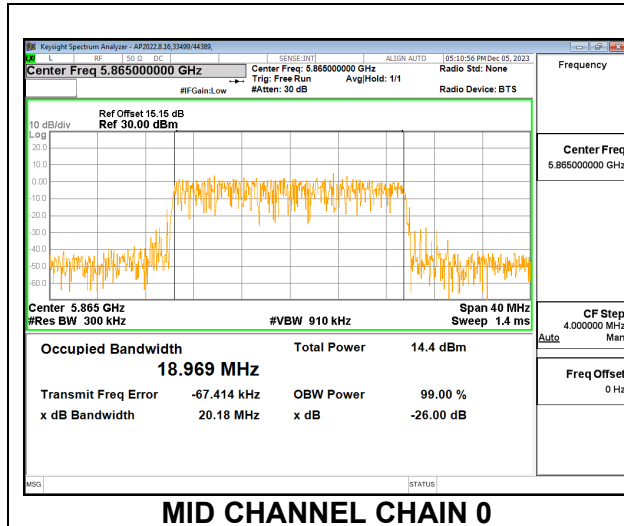 Keysight Spectrum Analyzer - AP2022.8.16,33499/44389,
L RF 50 Ω DC SENSE:INT ALIGN AUTO 05:10:56 PM Dec 05, 2023
Center Freq 5.865000000 GHz
Center Freq: 5.865000000 GHz
Radio Std: None
Trig: Free Run Avg|Hold: 1/1
#IFGain:Low #Atten: 30 dB Radio Device: BTS
Ref Offset 15.15 dB
10 dB/div Ref 30.00 dBm
Log
20.0
10.0
0.00
-10.0
-20.0
-30.0
-40.0
-50.0
-60.0
Center 5.865 GHz Span 40 MHz
#Res BW 300 kHz #VBW 910 kHz Sweep 1.4 ms
Occupied Bandwidth Total Power 14.4 dBm
18.969 MHz
Transmit Freq Error -67.414 kHz OBW Power 99.00 %
x dB Bandwidth 20.18 MHz x dB -26.00 dB
MSG STATUS
Frequency
Center Freq
5.865000000 GHz
CF Step
4.000000 MHz
Auto Man
Freq Offset
0 Hz
MID CHANNEL CHAIN 0